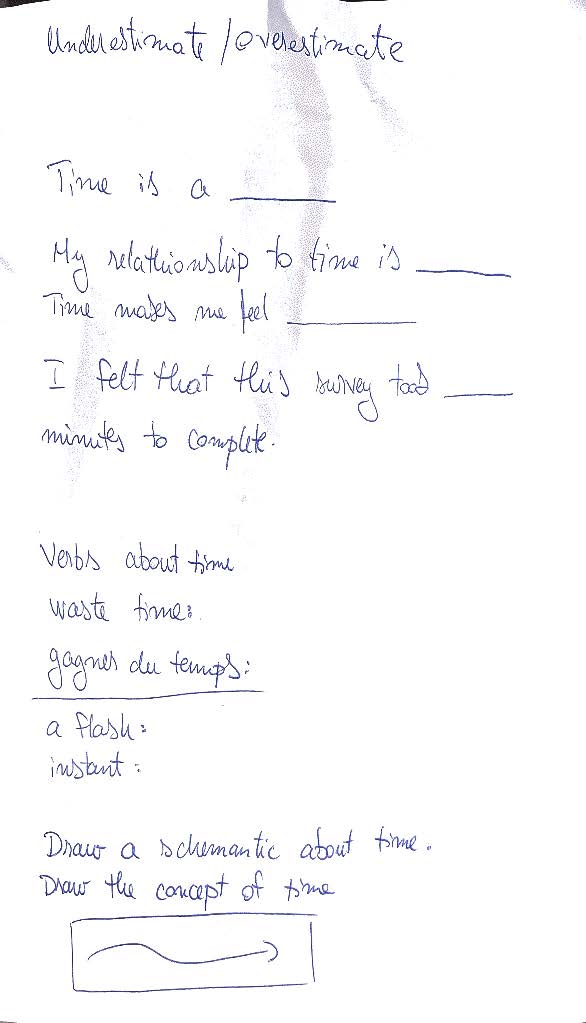 Underestimate / overestimate
Time is a ______
My relathionship to time is ______
Time makes me feel ______
I felt that this survey took ______
minutes to complete.
Verbs about time
waste time:
gagner du temps:
a flash:
instant:
Draw a schemantic about time.
Draw the concept of time